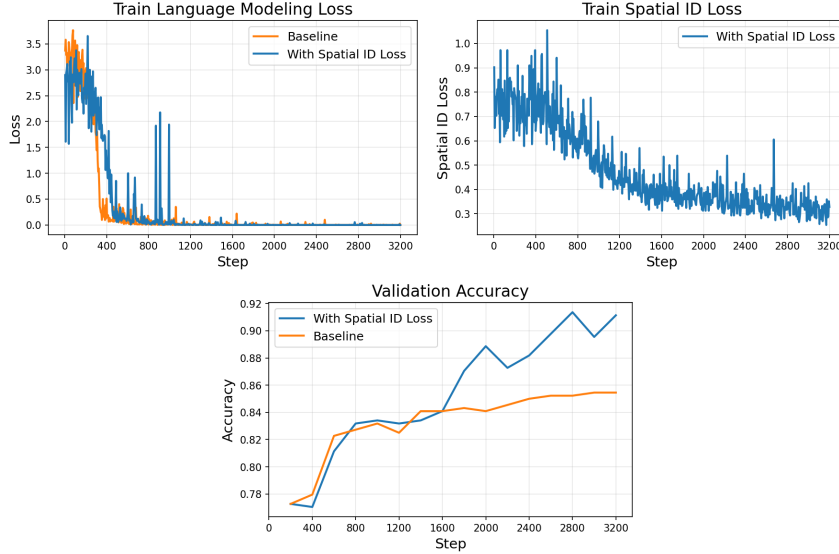 Train Language Modeling Loss
Loss
3.5
3.0
2.5
2.0
1.5
1.0
0.5
0.0
Baseline
With Spatial ID Loss
0 400 800 1200 1600 2000 2400 2800 3200
Step
Train Spatial ID Loss
Spatial ID Loss
1.0
0.9
0.8
0.7
0.6
0.5
0.4
0.3
With Spatial ID Loss
0 400 800 1200 1600 2000 2400 2800 3200
Step
Validation Accuracy
Accuracy
0.92
0.90
0.88
0.86
0.84
0.82
0.80
0.78
With Spatial ID Loss
Baseline
0 400 800 1200 1600 2000 2400 2800 3200
Step